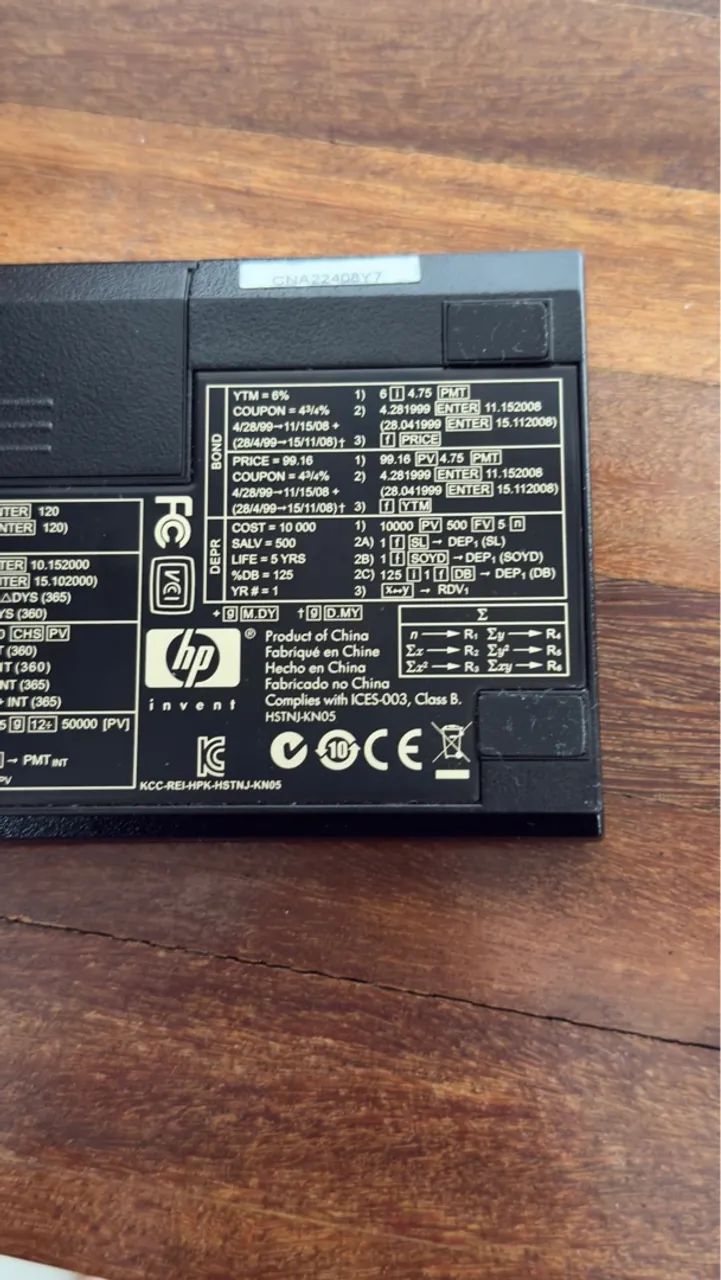 CNA22408Y7
BOND
YTM = 6% 1) 6 i 4.75 PMT
COUPON = 4¾% 2) 4.281999 ENTER 11.152008
4/28/99→11/15/08 + (28.041999 ENTER 15.112008)
(28/4/99→15/11/08)† 3) f PRICE
PRICE = 99.16 1) 99.16 PV 4.75 PMT
COUPON = 4¾% 2) 4.281999 ENTER 11.152008
4/28/99→11/15/08 + (28.041999 ENTER 15.112008)
(28/4/99→15/11/08)† 3) f YTM
DEPR
COST = 10 000 1) 10000 PV 500 FV 5 n
SALV = 500 2A) 1 f SL → DEP₁ (SL)
LIFE = 5 YRS 2B) 1 f SOYD → DEP₁ (SOYD)
%DB = 125 2C) 125 i 1 f DB → DEP₁ (DB)
YR # = 1 3) X↔y → RDV₁
+ g M.DY † g D.MY
Σ
n → R₁ Σy → R₄
Σx → R₂ Σy² → R₅
Σx² → R₃ Σxy → R₆
NTER 120
NTER 120)
TER 10.152000
TER 15.102000)
△DYS (365)
YS (360)
0 CHS PV
T (360)
IT (360)
NT (365)
+ INT (365)
5 g 12÷ 50000 [PV]
→ PMT INT
PV
FC
VCI
hp ®
invent
Product of China
Fabriqué en Chine
Hecho en China
Fabricado no China
Complies with ICES-003, Class B.
HSTNJ-KN05
10 CE
KCC-REI-HPK-HSTNJ-KN05